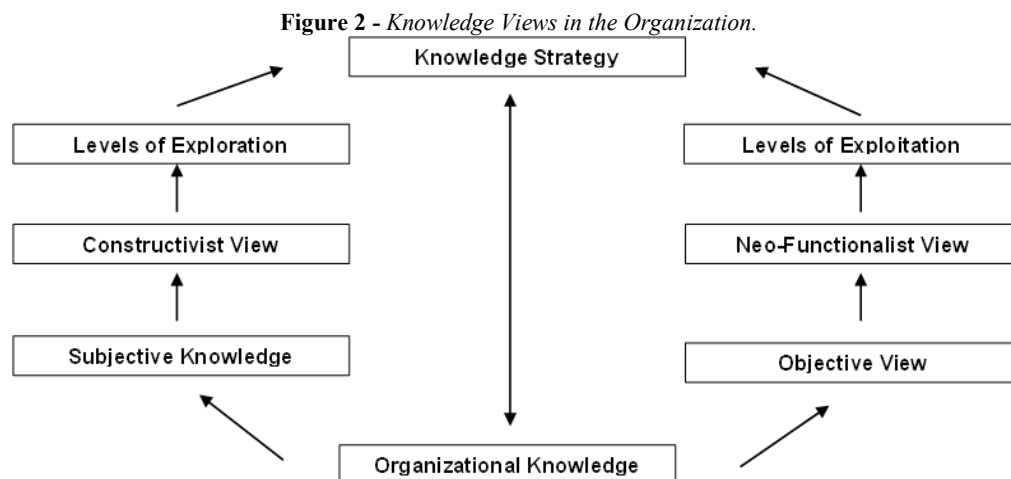 Figure 2 - Knowledge Views in the Organization.
Knowledge Strategy
Levels of Exploration
Levels of Exploitation
Constructivist View
Neo-Functionalist View
Subjective Knowledge
Objective View
Organizational Knowledge